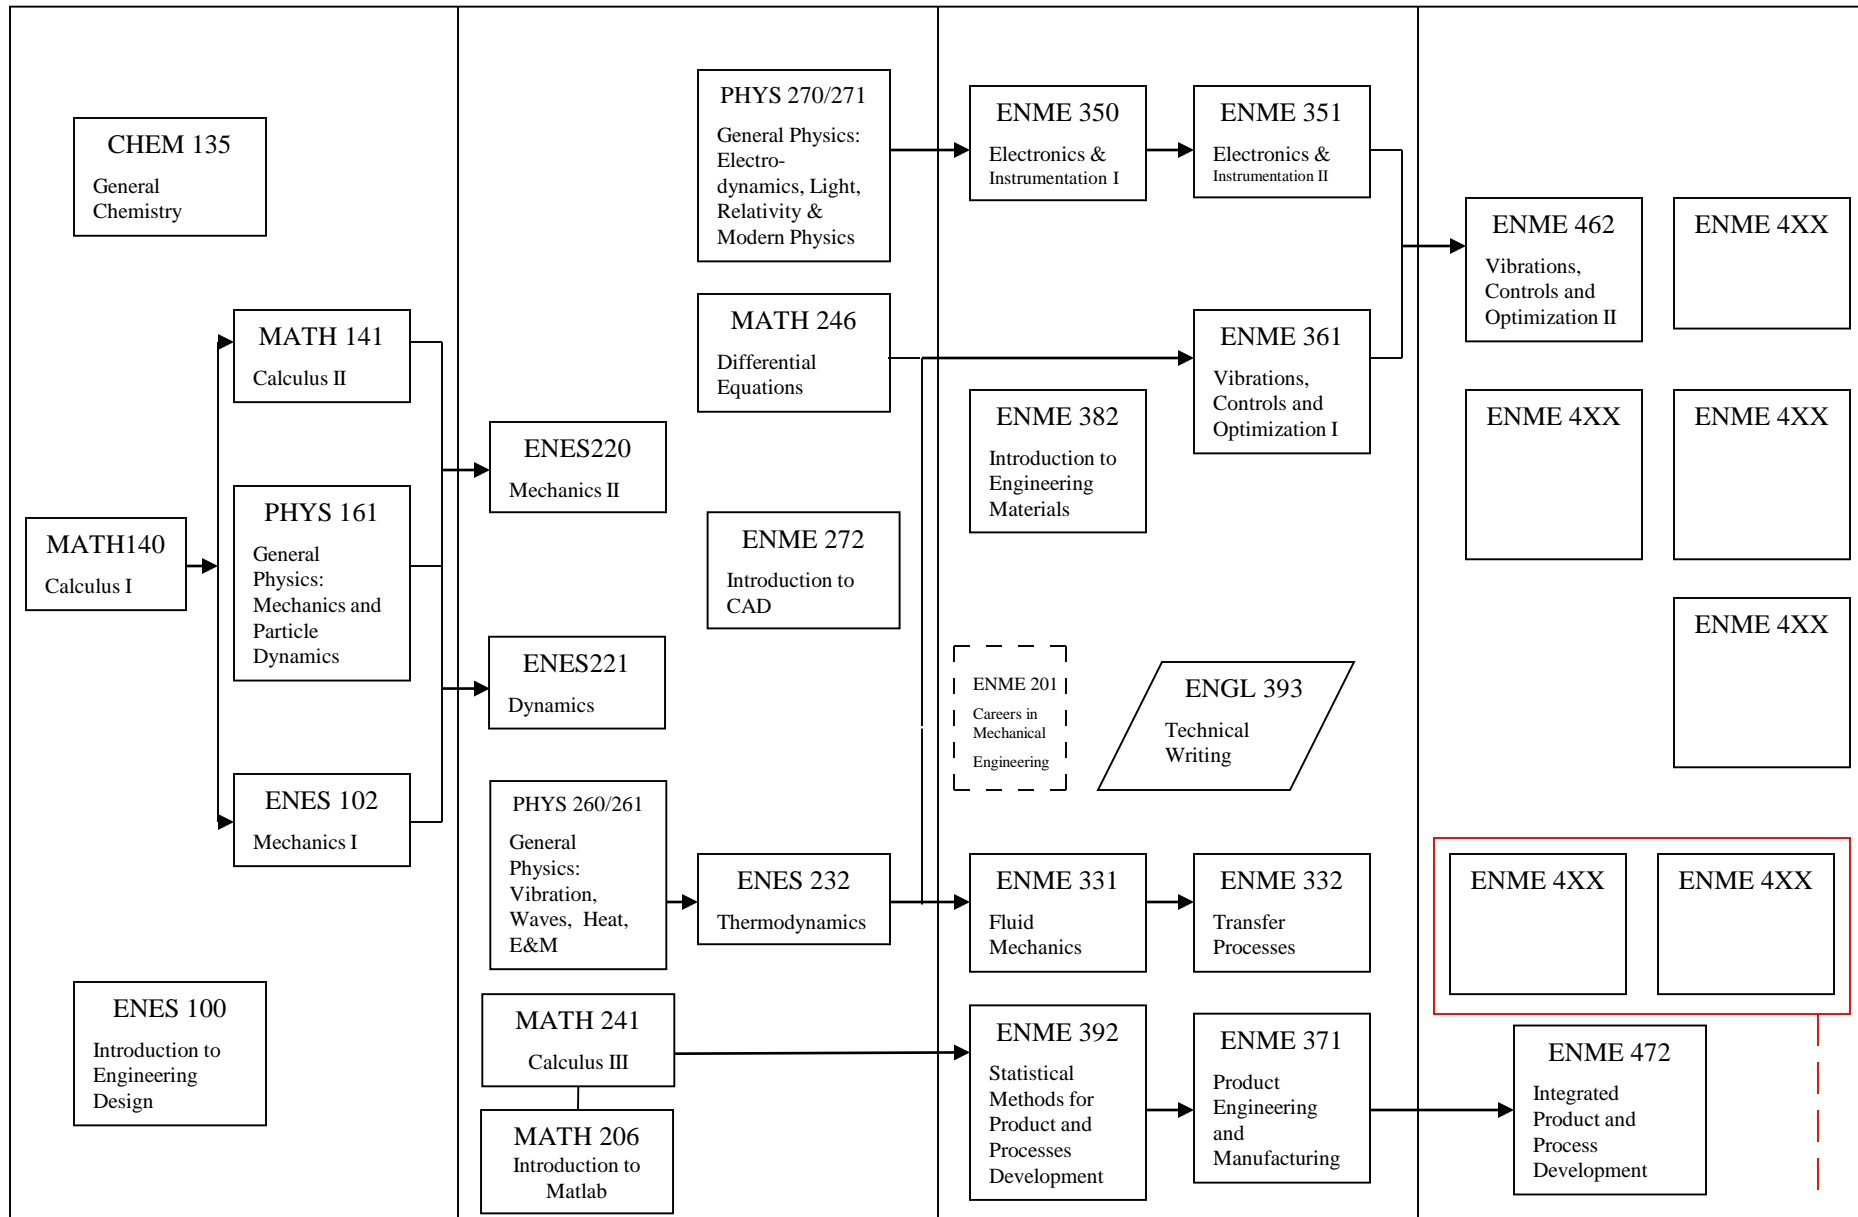 CHEM 135
General
Chemistry
MATH 141
Calculus II
PHYS 161
General
Physics:
Mechanics and
Particle
Dynamics
MATH140
Calculus I
ENES 102
Mechanics I
ENES 100
Introduction to
Engineering
Design
PHYS 270/271
General Physics:
Electro-
dynamics, Light,
Relativity &
Modern Physics
MATH 246
Differential
Equations
ENES220
Mechanics II
ENME 272
Introduction to
CAD
ENES221
Dynamics
PHYS 260/261
General
Physics:
Vibration,
Waves, Heat,
E&M
ENES 232
Thermodynamics
MATH 241
Calculus III
MATH 206
Introduction to
Matlab
ENME 350
Electronics &
Instrumentation I
ENME 351
Electronics &
Instrumentation II
ENME 361
Vibrations,
Controls and
Optimization I
ENME 382
Introduction to
Engineering
Materials
ENME 201
Careers in
Mechanical
Engineering
ENGL 393
Technical
Writing
ENME 331
Fluid
Mechanics
ENME 332
Transfer
Processes
ENME 392
Statistical
Methods for
Product and
Processes
Development
ENME 371
Product
Engineering
and
Manufacturing
ENME 462
Vibrations,
Controls and
Optimization II
ENME 4XX
ENME 4XX
ENME 4XX
ENME 4XX
ENME 4XX
ENME 4XX
ENME 472
Integrated
Product and
Process
Development